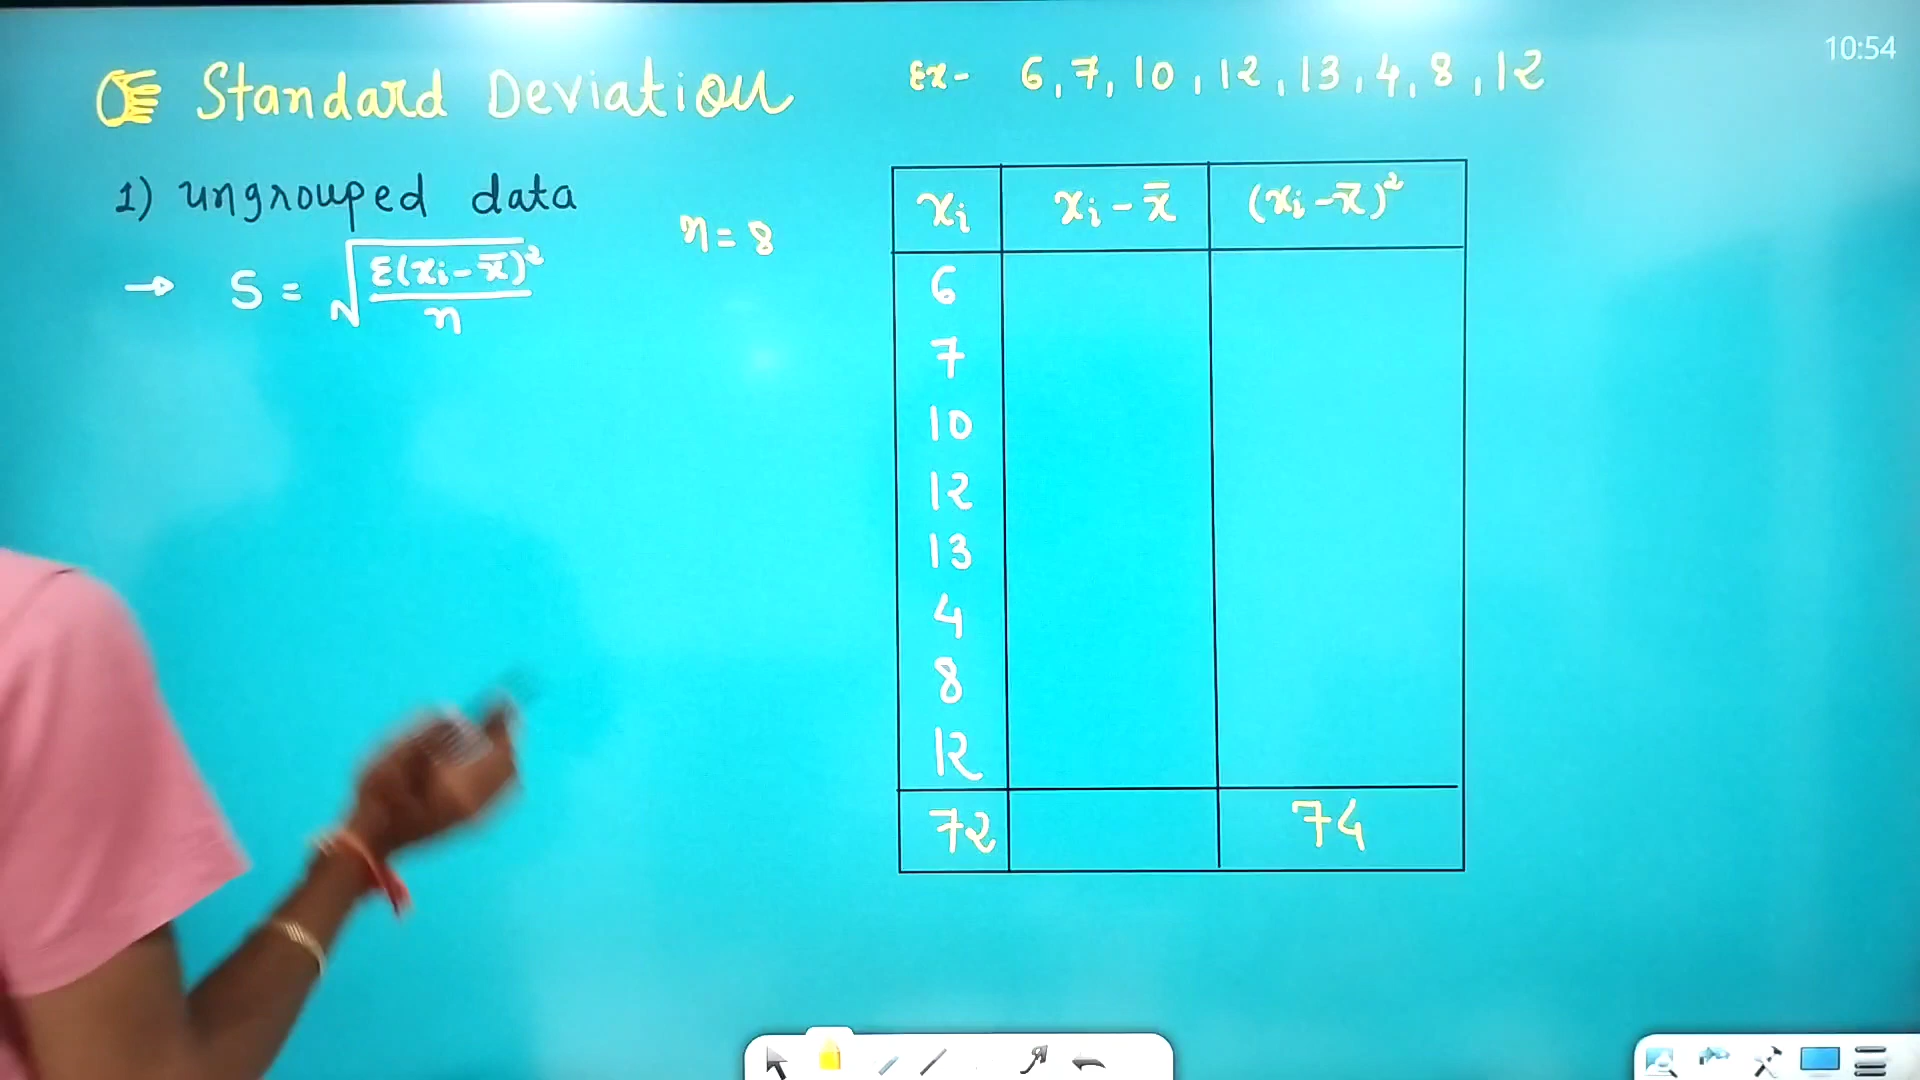 Standard Deviation
Ex- 6, 7, 10, 12, 13, 4, 8, 12
10:54
1) ungrouped data
n = 8
→ S = √(Σ(xi - x̄)² / n)
xi | xi - x̄ | (xi - x̄)²
6
7
10
12
13
4
8
12
72 | | 74